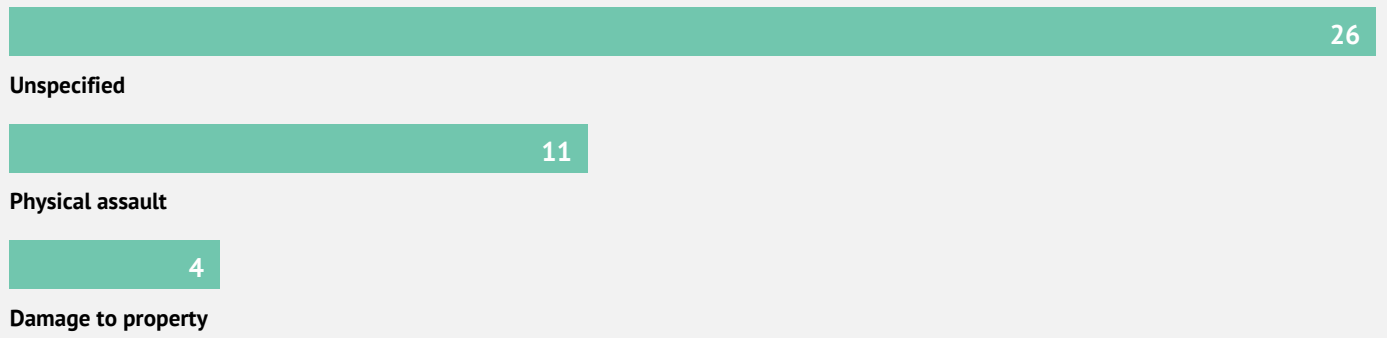 26
Unspecified
11
Physical assault
4
Damage to property